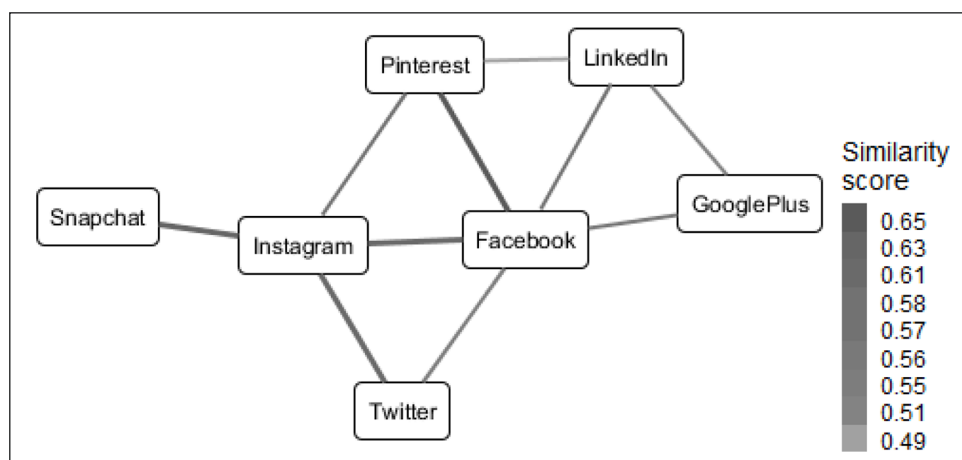 Pinterest
LinkedIn
Snapchat
Instagram
Facebook
GooglePlus
Twitter
Similarity
score
0.65
0.63
0.61
0.58
0.57
0.56
0.55
0.51
0.49